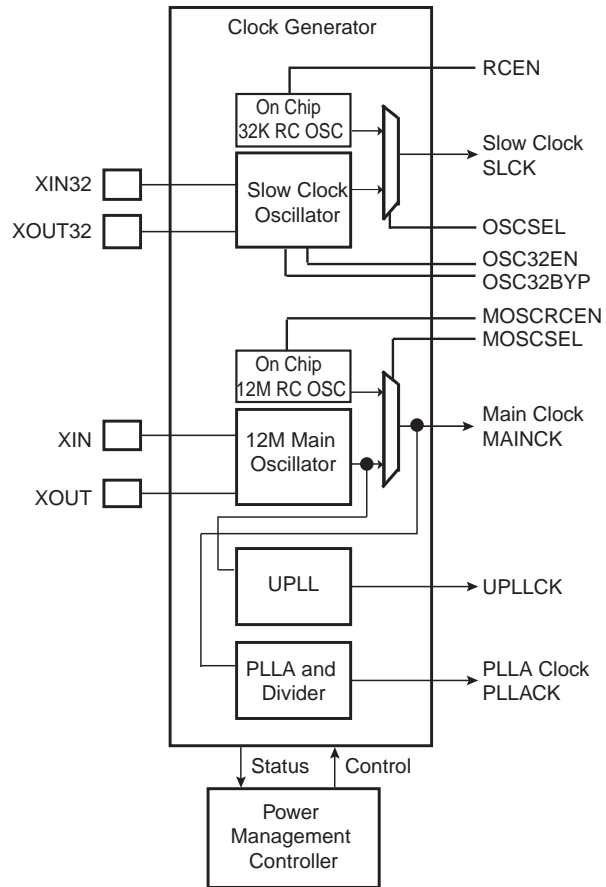 Clock Generator
RCEN
On Chip
32K RC OSC
Slow Clock
SLCK
XIN32
Slow Clock
Oscillator
XOUT32
OSCSEL
OSC32EN
OSC32BYP
MOSCRCEN
MOSCSEL
On Chip
12M RC OSC
Main Clock
MAINCK
XIN
12M Main
Oscillator
XOUT
UPLL
UPLLCK
PLLA and
Divider
PLLA Clock
PLLACK
Status
Control
Power
Management
Controller